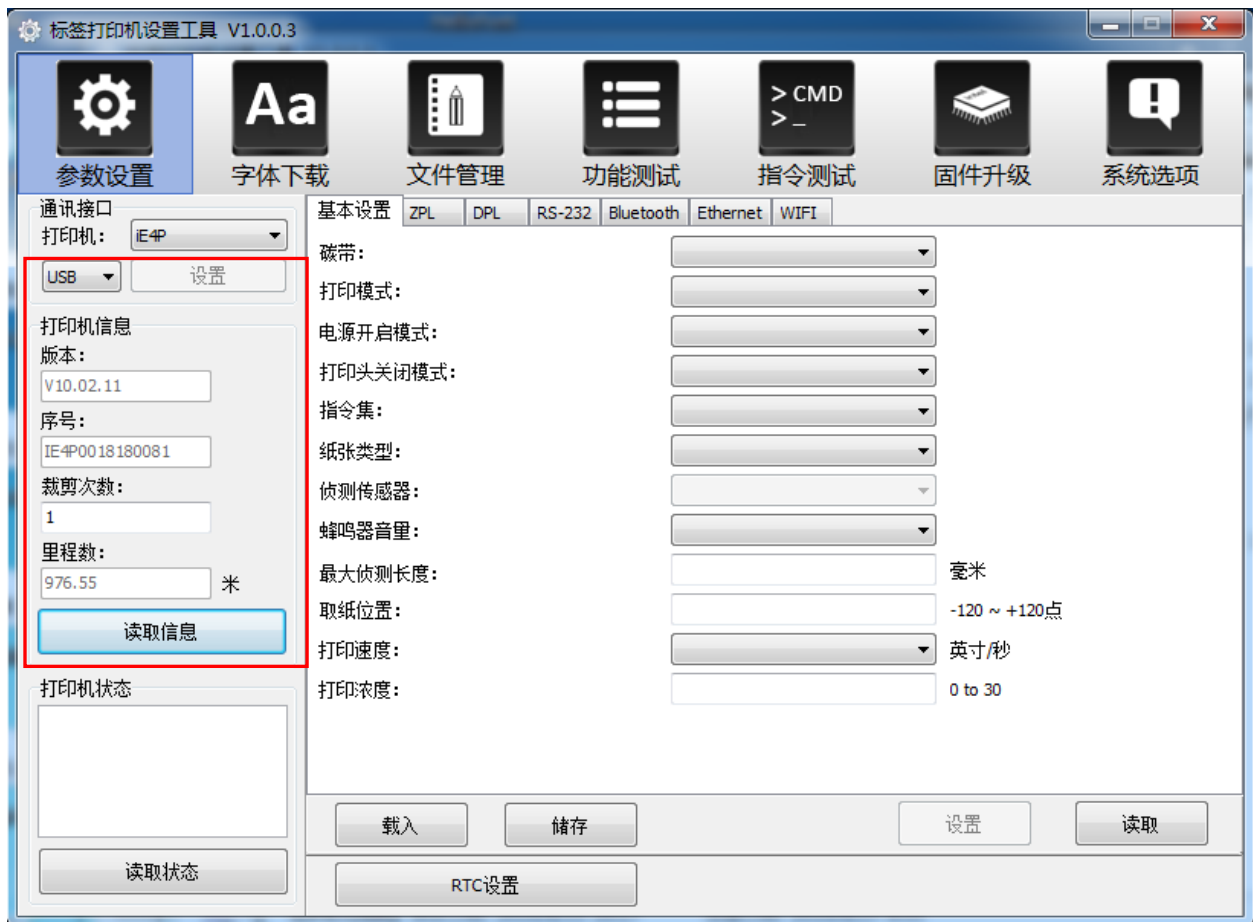 标签打印机设置工具 V1.0.0.3
> CMD
> _
Aa
参数设置 字体下载 文件管理 功能测试 指令测试 固件升级 系统选项
通讯接口
打印机： iE4P
USB 设置
打印机信息
版本：
V10.02.11
序号：
IE4P0018180081
裁剪次数：
1
里程数：
976.55 米
读取信息
打印机状态
读取状态
基本设置 ZPL DPL RS-232 Bluetooth Ethernet WIFI
碳带：
打印模式：
电源开启模式：
打印头关闭模式：
指令集：
纸张类型：
侦测传感器：
蜂鸣器音量：
最大侦测长度： 毫米
取纸位置： -120 ~ +120点
打印速度： 英寸/秒
打印浓度： 0 to 30
载入 储存 设置 读取
RTC设置